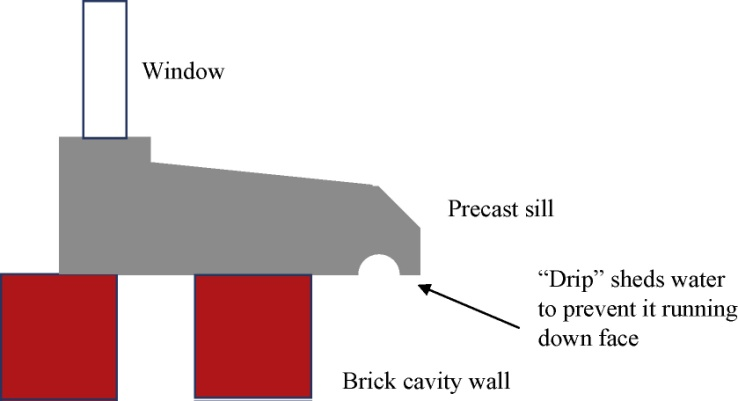 Window
Precast sill
“Drip” sheds water
to prevent it running
down face
Brick cavity wall